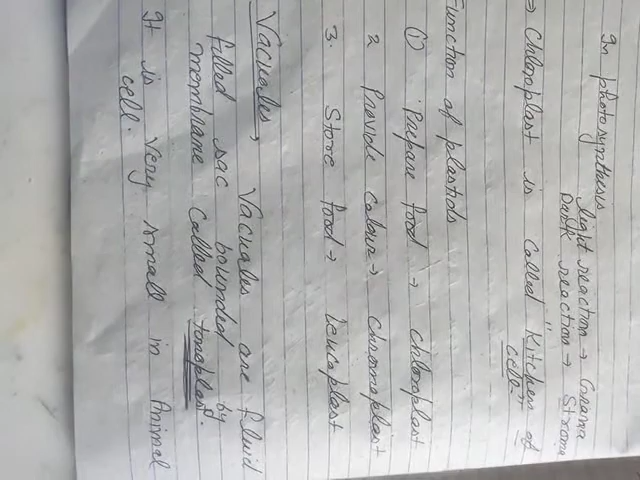 In photosynthesis
light reaction → Grana
Dark reaction → Stroma
⇒ Chloroplast is called "Kitchen of
cell."
Function of plastids
(i) Prepare food → chloroplast
2 Provide colour → chromoplast
3. Store food → leucoplast
Vacuoles, Vacuoles are fluid
filled sac bounded by
membrane called tonoplast.
It is very small in Animal
cell.